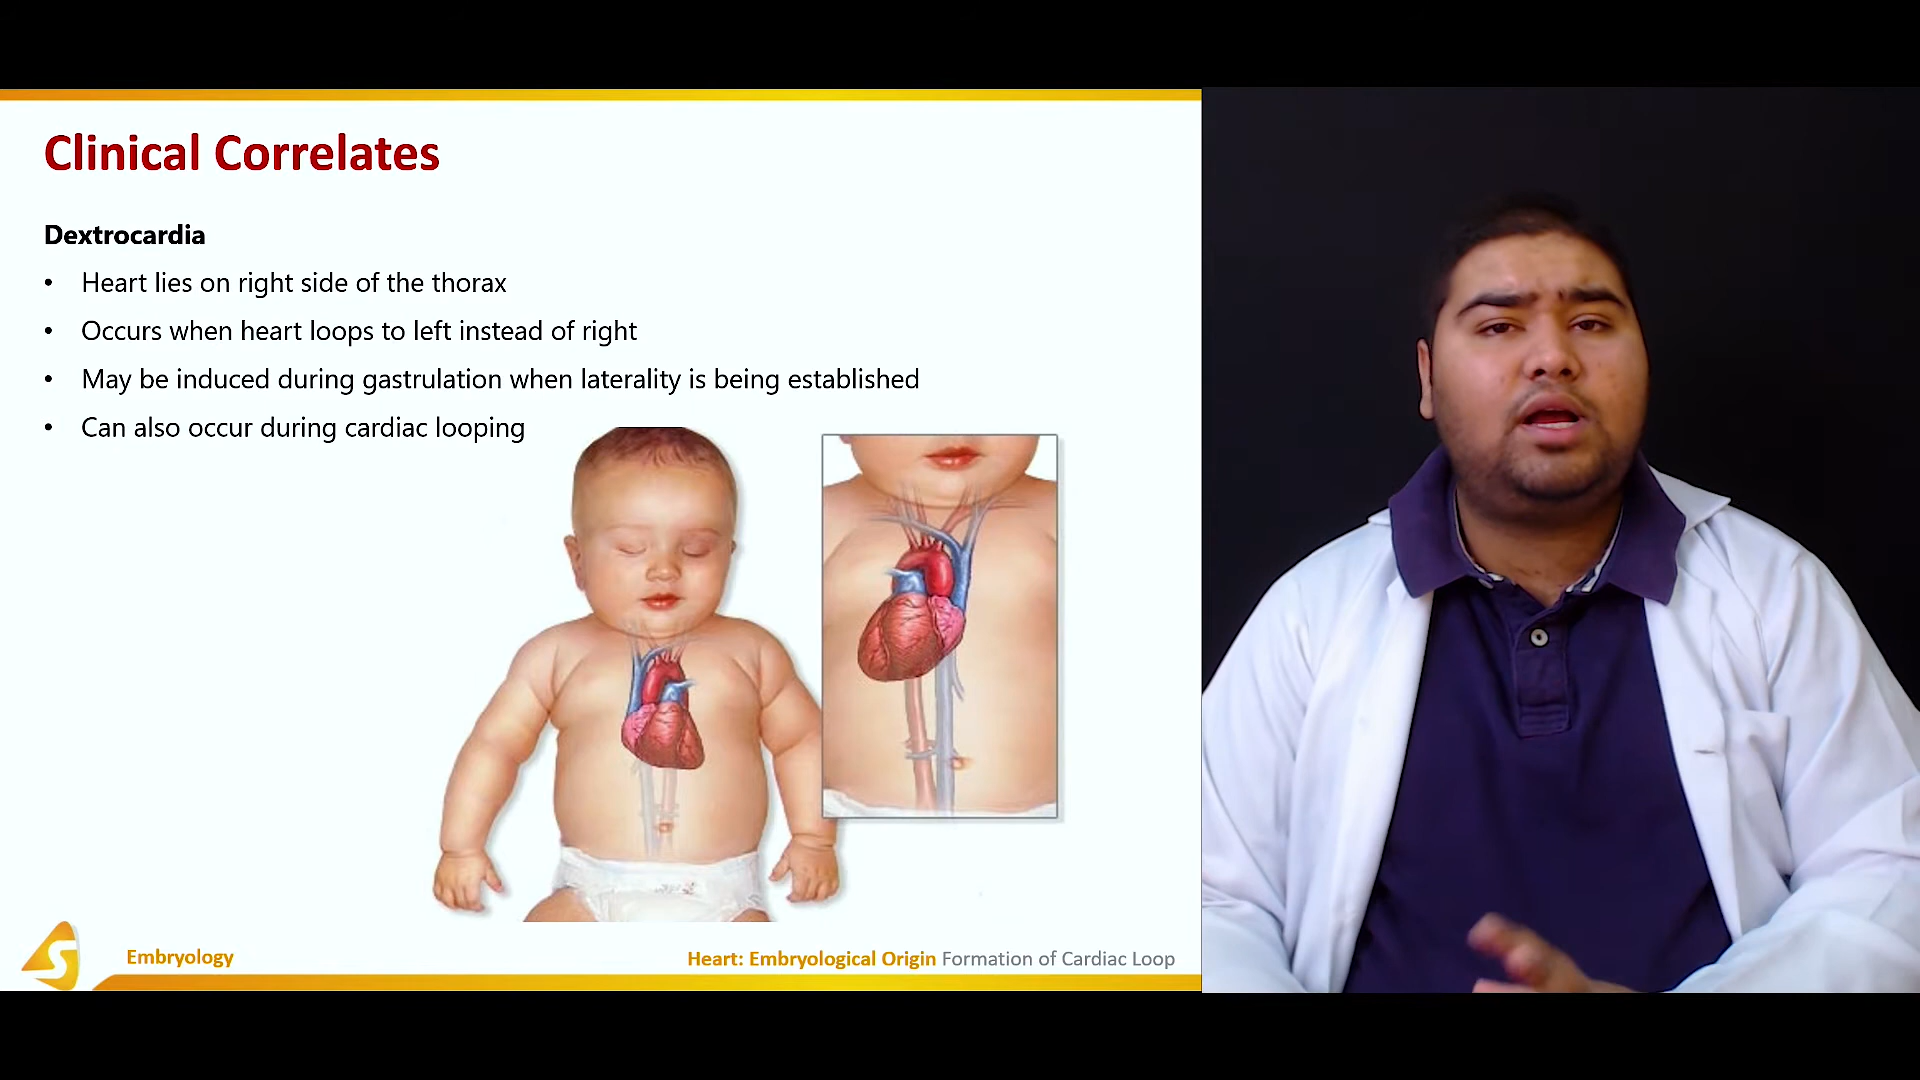 Clinical Correlates
Dextrocardia
• Heart lies on right side of the thorax
• Occurs when heart loops to left instead of right
• May be induced during gastrulation when laterality is being established
• Can also occur during cardiac looping
S
Embryology
Heart: Embryological Origin Formation of Cardiac Loop